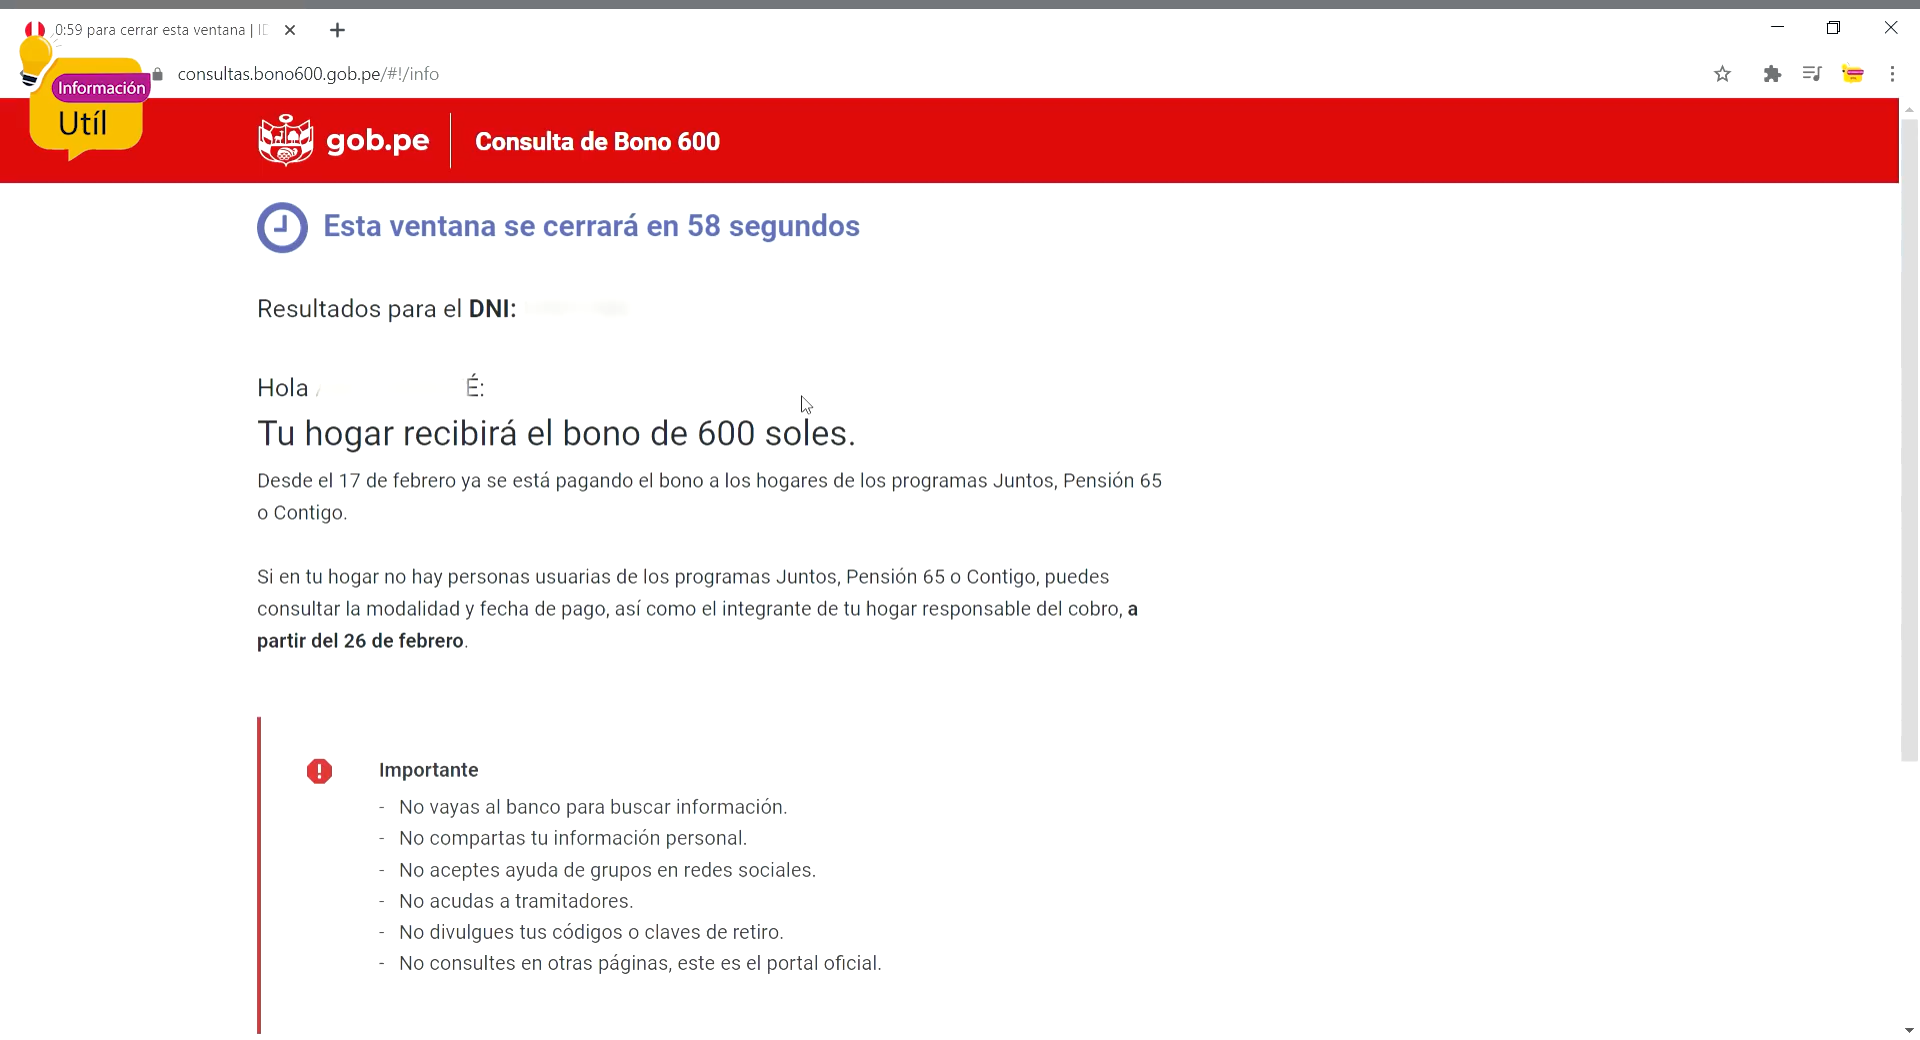 0:59 para cerrar esta ventana |
consultas.bono600.gob.pe/#!/info
Información
Utíl
gob.pe
Consulta de Bono 600
Esta ventana se cerrará en 58 segundos
Resultados para el DNI:
Hola É:
Tu hogar recibirá el bono de 600 soles.
Desde el 17 de febrero ya se está pagando el bono a los hogares de los programas Juntos, Pensión 65
o Contigo.
Si en tu hogar no hay personas usuarias de los programas Juntos, Pensión 65 o Contigo, puedes
consultar la modalidad y fecha de pago, así como el integrante de tu hogar responsable del cobro, a
partir del 26 de febrero.
Importante
- No vayas al banco para buscar información.
- No compartas tu información personal.
- No aceptes ayuda de grupos en redes sociales.
- No acudas a tramitadores.
- No divulgues tus códigos o claves de retiro.
- No consultes en otras páginas, este es el portal oficial.